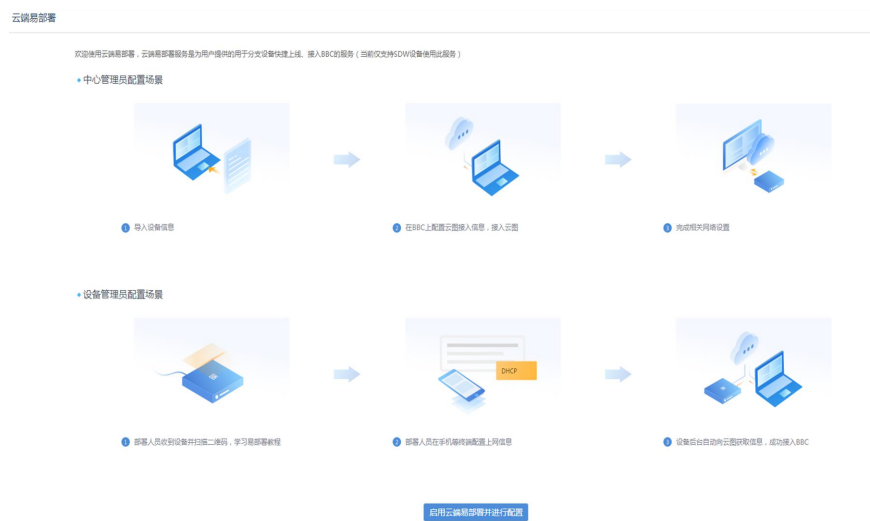 云端易部署
欢迎使用云端易部署，云端易部署服务是为用户提供的用于分支设备快捷上线、接入BBC的服务（当前仅支持SDW设备使用此服务）
中心管理员配置场景
1 导入设备信息
2 在BBC上配置云图接入信息，接入云图
3 完成相关网络设置
设备管理员配置场景
DHCP
1 部署人员收到设备并扫描二维码，学习易部署教程
2 部署人员在手机等终端配置上网信息
3 设备后台自动向云图获取信息，成功接入BBC
启用云端易部署并进行配置